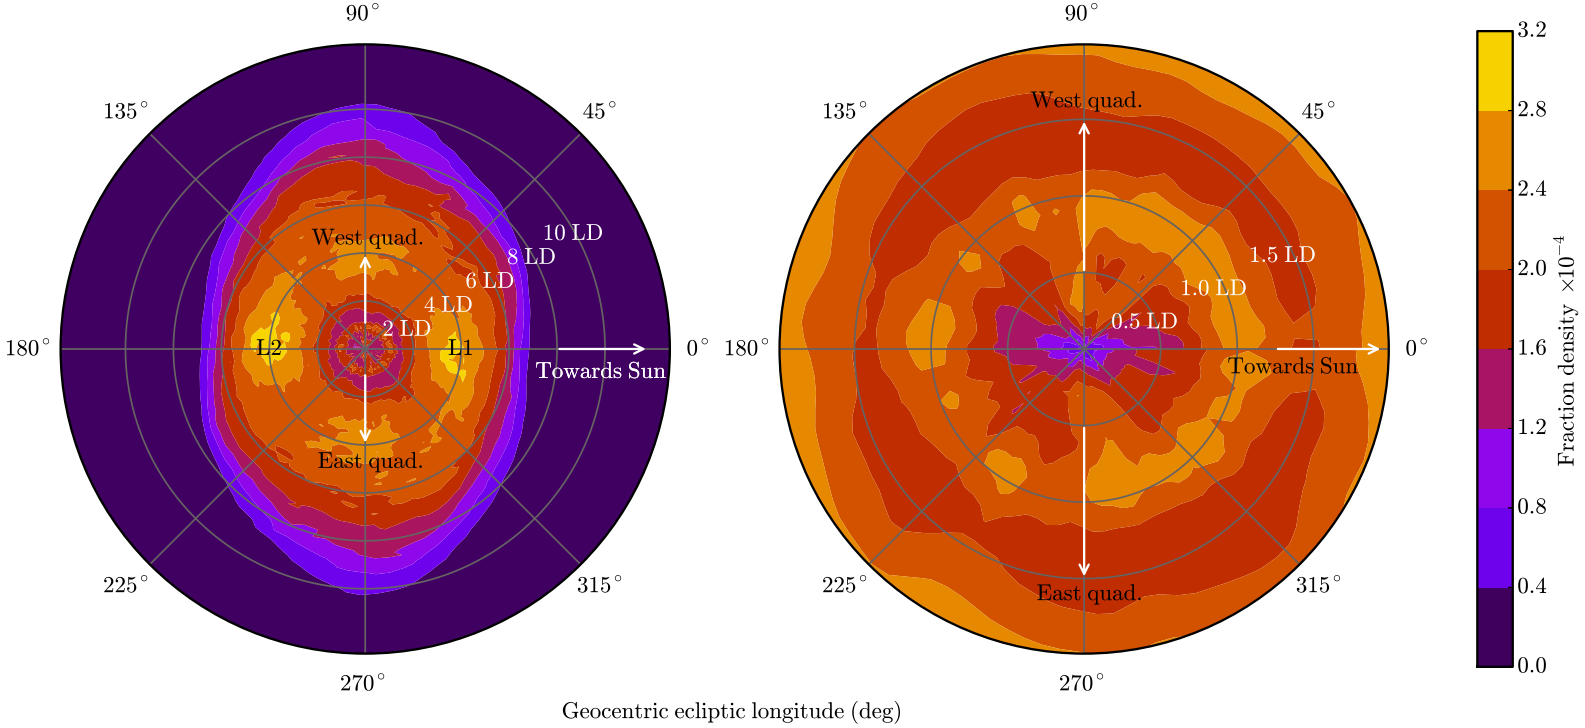 90°
135°
45°
West quad.
10 LD
8 LD
6 LD
4 LD
2 LD
180°
L2
L1
0°
Towards Sun
East quad.
225°
315°
270°
90°
135°
45°
West quad.
1.5 LD
1.0 LD
0.5 LD
180°
0°
Towards Sun
East quad.
225°
315°
270°
Geocentric ecliptic longitude (deg)
3.2
2.8
2.4
2.0
1.6
1.2
0.8
0.4
0.0
Fraction density ×10⁻⁴